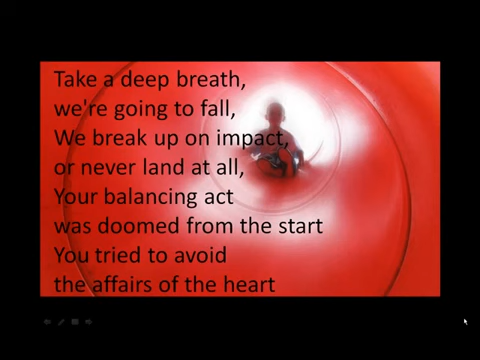 Take a deep breath,
we're going to fall,
We break up on impact,
or never land at all,
Your balancing act
was doomed from the start
You tried to avoid
the affairs of the heart